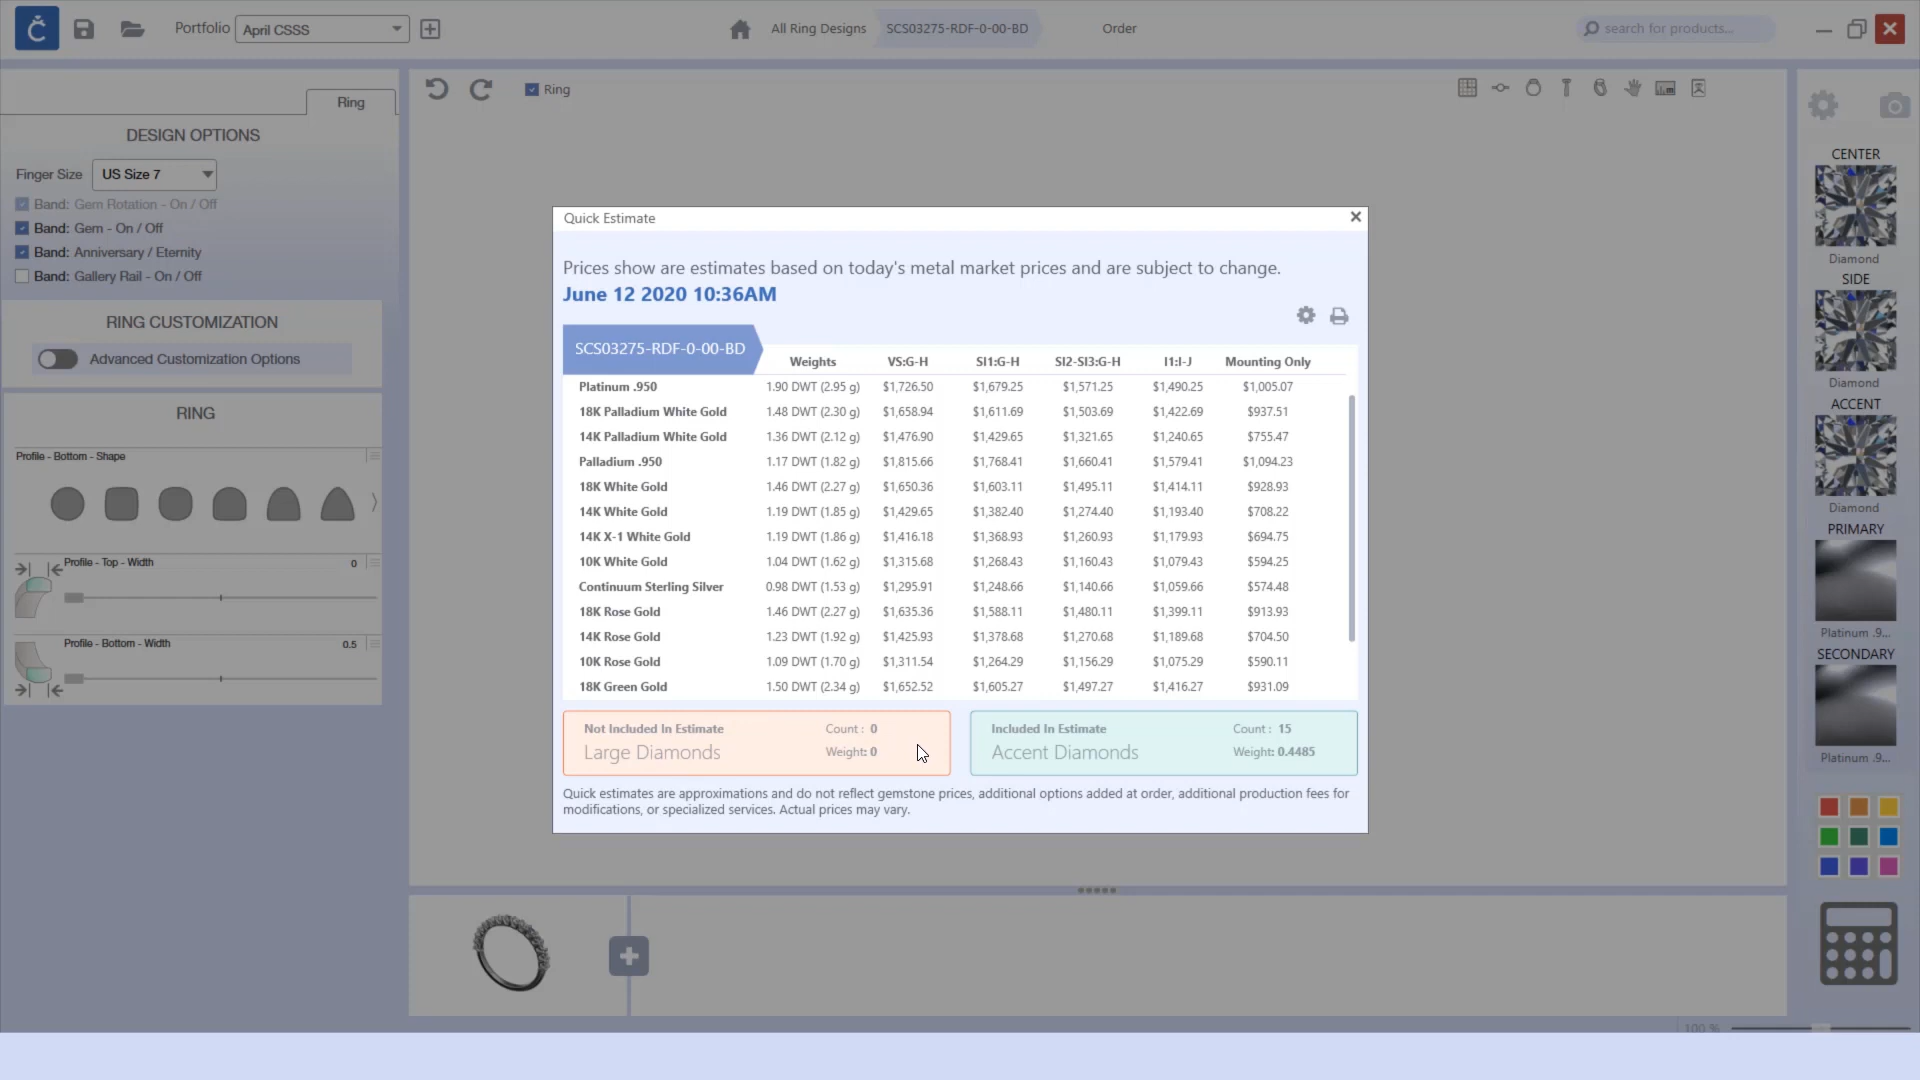 Č
Portfolio April CSSS
All Ring Designs SCS03275-RDF-0-00-BD Order
search for products...
Ring
Ring
DESIGN OPTIONS
Finger Size US Size 7
Band: Gem Rotation - On / Off
Band: Gem - On / Off
Band: Anniversary / Eternity
Band: Gallery Rail - On / Off
RING CUSTOMIZATION
Advanced Customization Options
RING
Profile - Bottom - Shape
Profile - Top - Width 0
Profile - Bottom - Width 0.5
Quick Estimate
Prices show are estimates based on today's metal market prices and are subject to change.
June 12 2020 10:36AM
SCS03275-RDF-0-00-BD Weights VS:G-H SI1:G-H SI2-SI3:G-H I1:I-J Mounting Only
Platinum .950 1.90 DWT (2.95 g) $1,726.50 $1,679.25 $1,571.25 $1,490.25 $1,005.07
18K Palladium White Gold 1.48 DWT (2.30 g) $1,658.94 $1,611.69 $1,503.69 $1,422.69 $937.51
14K Palladium White Gold 1.36 DWT (2.12 g) $1,476.90 $1,429.65 $1,321.65 $1,240.65 $755.47
Palladium .950 1.17 DWT (1.82 g) $1,815.66 $1,768.41 $1,660.41 $1,579.41 $1,094.23
18K White Gold 1.46 DWT (2.27 g) $1,650.36 $1,603.11 $1,495.11 $1,414.11 $928.93
14K White Gold 1.19 DWT (1.85 g) $1,429.65 $1,382.40 $1,274.40 $1,193.40 $708.22
14K X-1 White Gold 1.19 DWT (1.86 g) $1,416.18 $1,368.93 $1,260.93 $1,179.93 $694.75
10K White Gold 1.04 DWT (1.62 g) $1,315.68 $1,268.43 $1,160.43 $1,079.43 $594.25
Continuum Sterling Silver 0.98 DWT (1.53 g) $1,295.91 $1,248.66 $1,140.66 $1,059.66 $574.48
18K Rose Gold 1.46 DWT (2.27 g) $1,635.36 $1,588.11 $1,480.11 $1,399.11 $913.93
14K Rose Gold 1.23 DWT (1.92 g) $1,425.93 $1,378.68 $1,270.68 $1,189.68 $704.50
10K Rose Gold 1.09 DWT (1.70 g) $1,311.54 $1,264.29 $1,156.29 $1,075.29 $590.11
18K Green Gold 1.50 DWT (2.34 g) $1,652.52 $1,605.27 $1,497.27 $1,416.27 $931.09
Not Included In Estimate Count : 0
Large Diamonds Weight: 0
Included In Estimate Count : 15
Accent Diamonds Weight: 0.4485
Quick estimates are approximations and do not reflect gemstone prices, additional options added at order, additional production fees for
modifications, or specialized services. Actual prices may vary.
CENTER
Diamond
SIDE
Diamond
ACCENT
Diamond
PRIMARY
Platinum .9...
SECONDARY
Platinum .9...
100 %